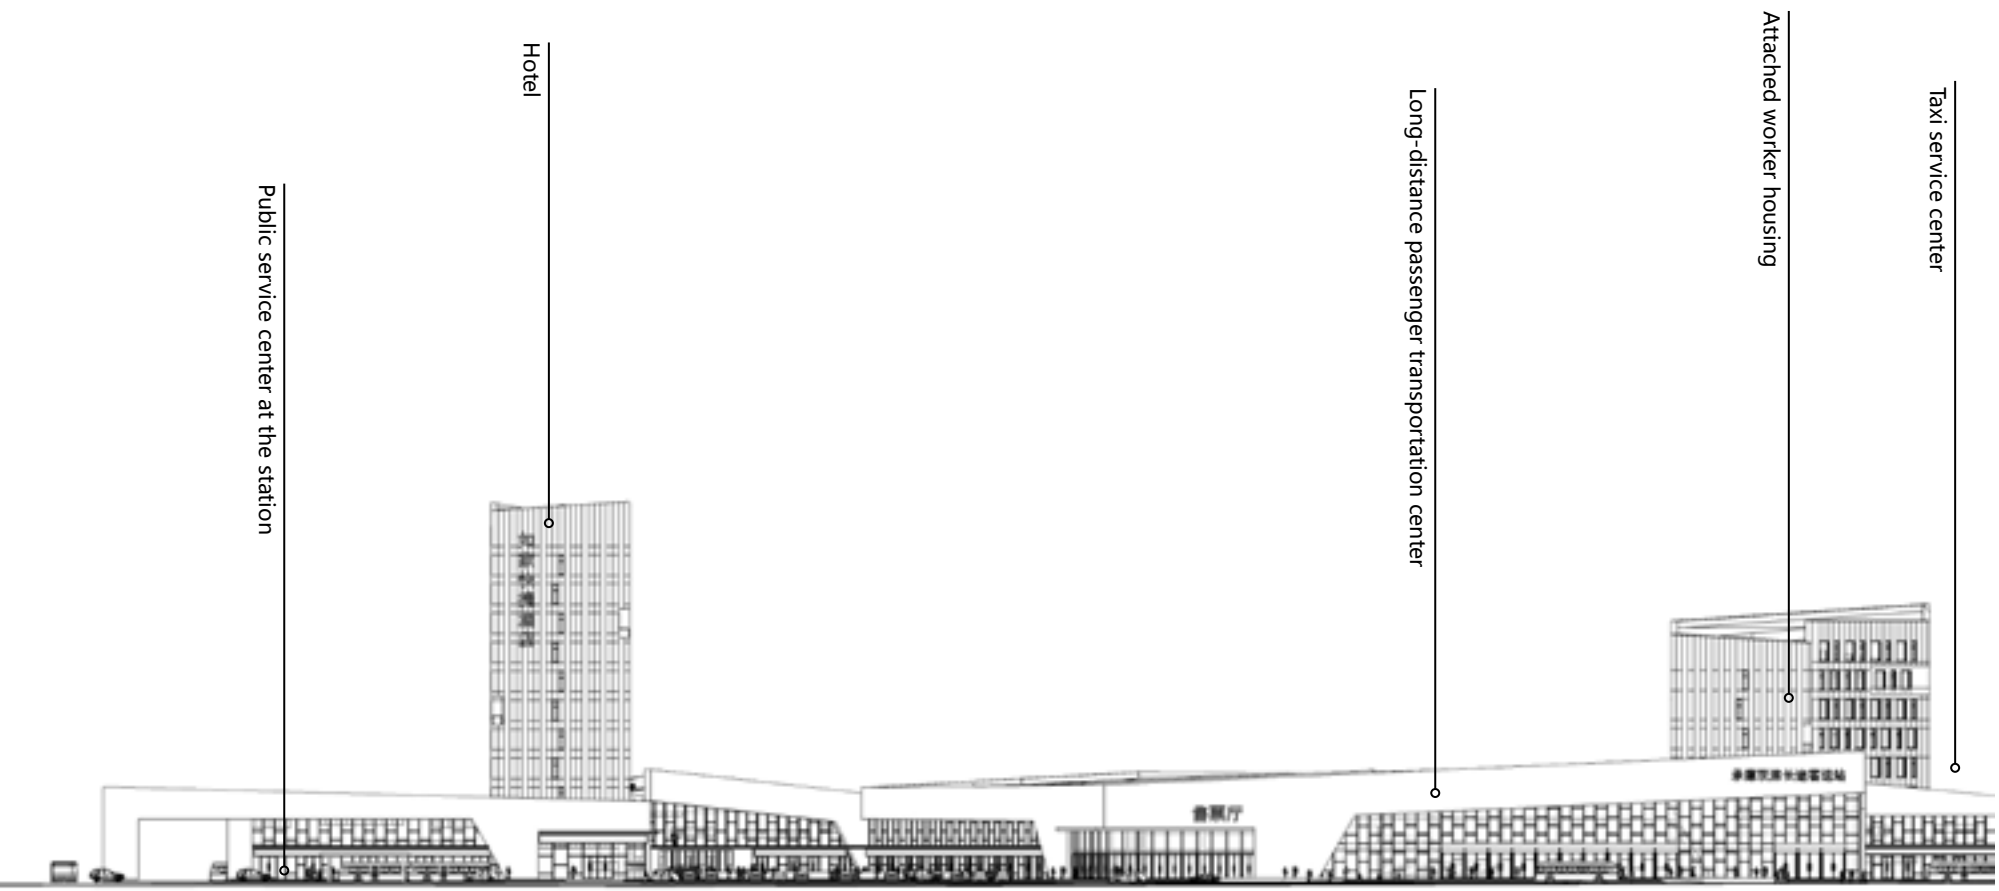 Public service center at the station
Hotel
Long-distance passenger transportation center
Attached worker housing
Taxi service center
售票厅